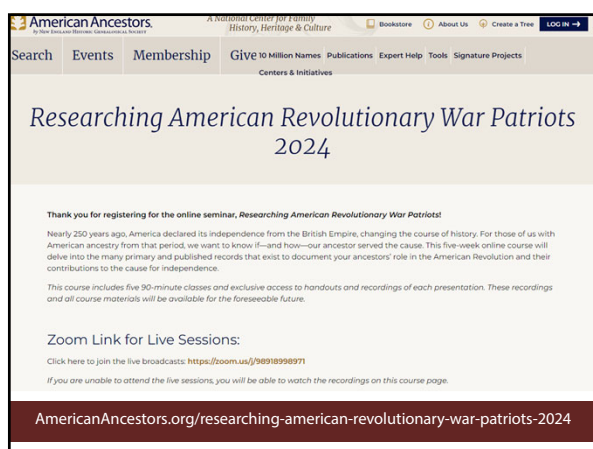 American Ancestors.
by New England Historic Genealogical Society
A National Center for Family
History, Heritage & Culture
Bookstore
About Us
Create a Tree
LOG IN →
Search Events Membership Give 10 Million Names Publications Expert Help Tools Signature Projects
Centers & Initiatives
Researching American Revolutionary War Patriots
2024
Thank you for registering for the online seminar, Researching American Revolutionary War Patriots!
Nearly 250 years ago, America declared its independence from the British Empire, changing the course of history. For those of us with
American ancestry from that period, we want to know if—and how—our ancestor served the cause. This five-week online course will
delve into the many primary and published records that exist to document your ancestors' role in the American Revolution and their
contributions to the cause for independence.
This course includes five 90-minute classes and exclusive access to handouts and recordings of each presentation. These recordings
and all course materials will be available for the foreseeable future.
Zoom Link for Live Sessions:
Click here to join the live broadcasts: https://zoom.us/j/98918998971
If you are unable to attend the live sessions, you will be able to watch the recordings on this course page.
AmericanAncestors.org/researching-american-revolutionary-war-patriots-2024